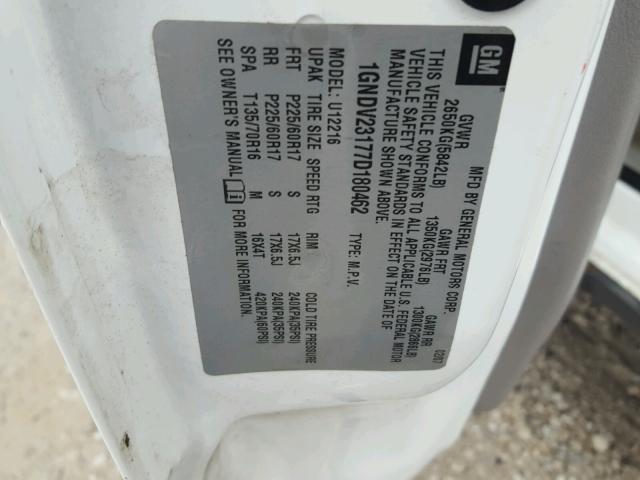 GM
MFD BY GENERAL MOTORS CORP. 02/07
GVWR GAWR FRT GAWR RR
2650KG(5842LB) 1350KG(2976LB) 1300KG(2866LB)
THIS VEHICLE CONFORMS TO ALL APPLICABLE U.S. FEDERAL MOTOR
VEHICLE SAFETY STANDARDS IN EFFECT ON THE DATE OF
MANUFACTURE SHOWN ABOVE.
1GNDV23177D180462 TYPE: M.P.V.
MODEL: U12216
UPAK TIRE SIZE SPEED RTG RIM COLD TIRE PRESSURE
FRT P225/60R17 S 17X6.5J 240KPA(35PSI)
RR P225/60R17 S 17X6.5J 240KPA(35PSI)
SPA T135/70R16 M 16X4T 420KPA(60PSI)
SEE OWNER'S MANUAL FOR MORE INFORMATION